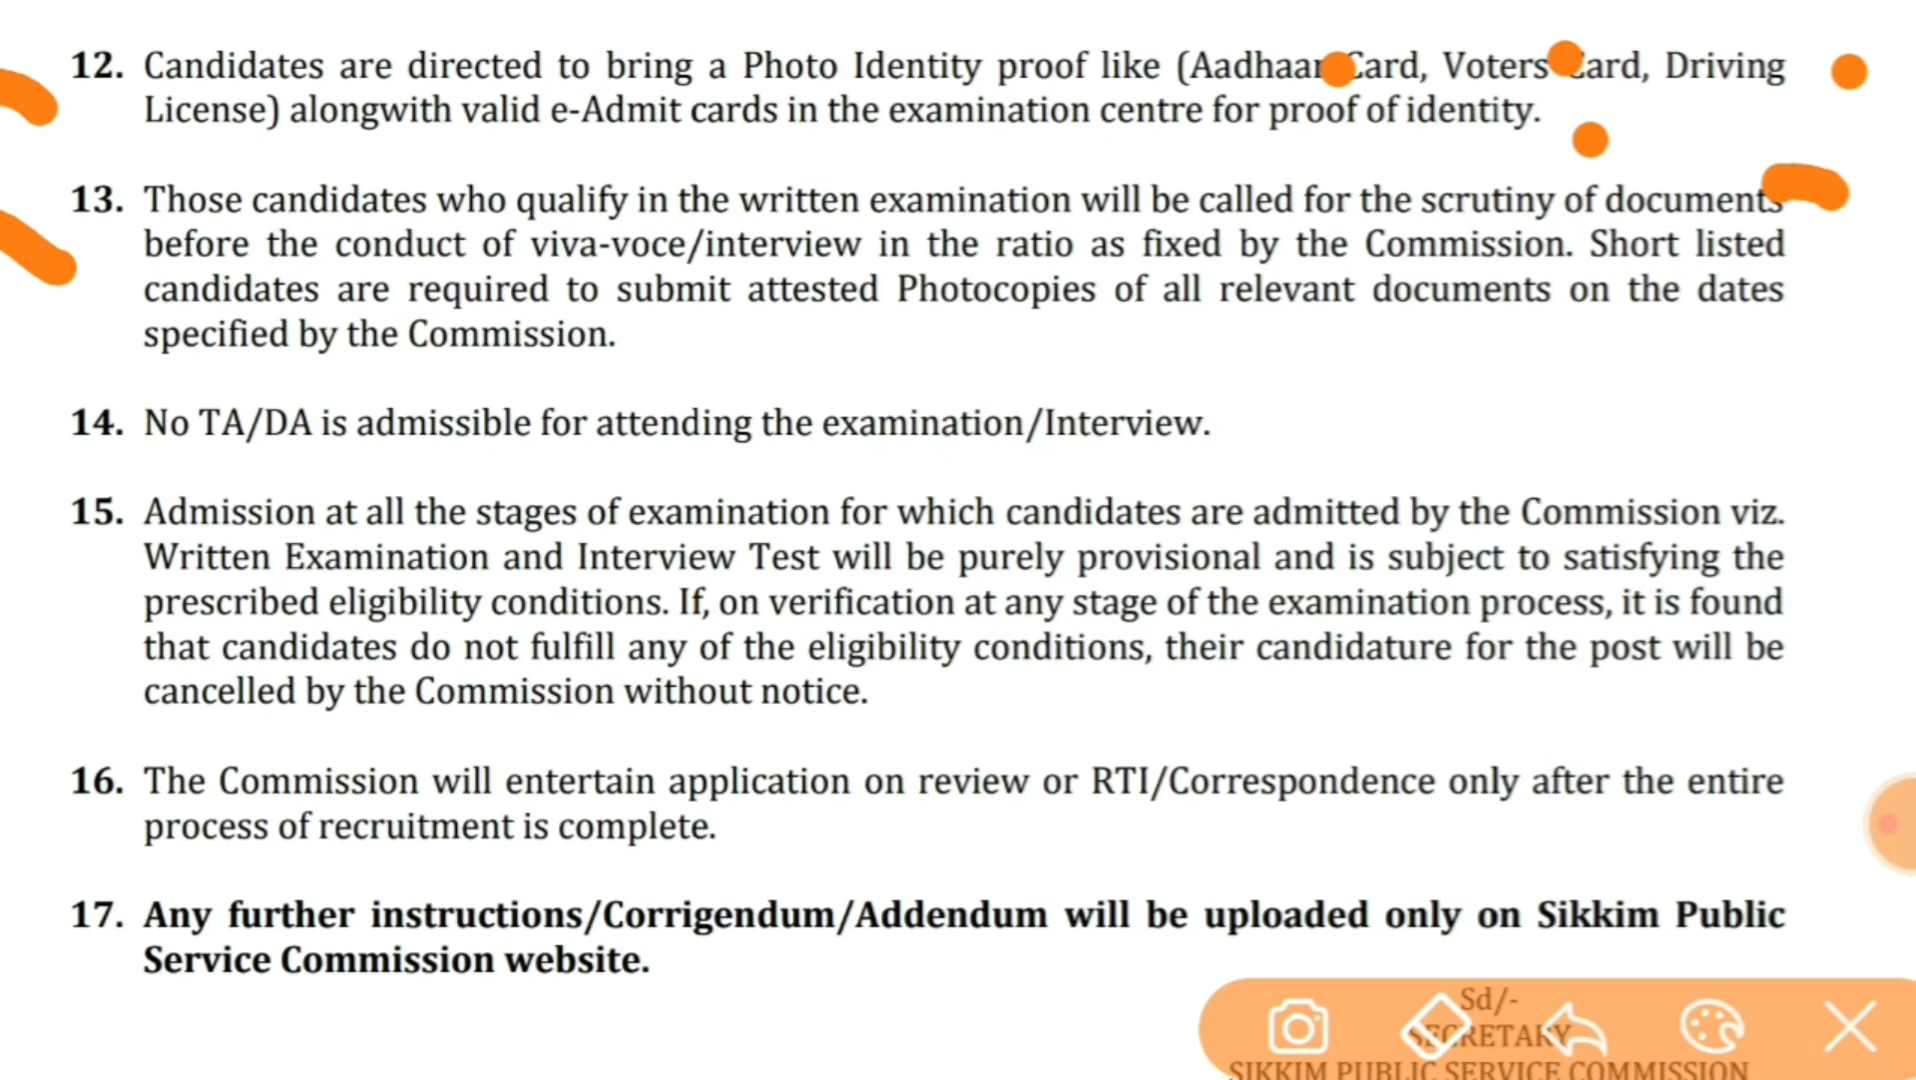 12. Candidates are directed to bring a Photo Identity proof like (Aadhaar Card, Voters Card, Driving
License) alongwith valid e-Admit cards in the examination centre for proof of identity.
13. Those candidates who qualify in the written examination will be called for the scrutiny of documents
before the conduct of viva-voce/interview in the ratio as fixed by the Commission. Short listed
candidates are required to submit attested Photocopies of all relevant documents on the dates
specified by the Commission.
14. No TA/DA is admissible for attending the examination/Interview.
15. Admission at all the stages of examination for which candidates are admitted by the Commission viz.
Written Examination and Interview Test will be purely provisional and is subject to satisfying the
prescribed eligibility conditions. If, on verification at any stage of the examination process, it is found
that candidates do not fulfill any of the eligibility conditions, their candidature for the post will be
cancelled by the Commission without notice.
16. The Commission will entertain application on review or RTI/Correspondence only after the entire
process of recruitment is complete.
17. Any further instructions/Corrigendum/Addendum will be uploaded only on Sikkim Public
Service Commission website.
Sd/-
SECRETARY
SIKKIM PUBLIC SERVICE COMMISSION